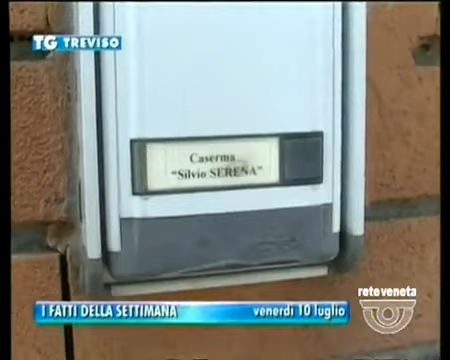 TG TREVISO
Caserma
"Silvio SERENA"
I FATTI DELLA SETTIMANA
venerdì 10 luglio
reteveneta